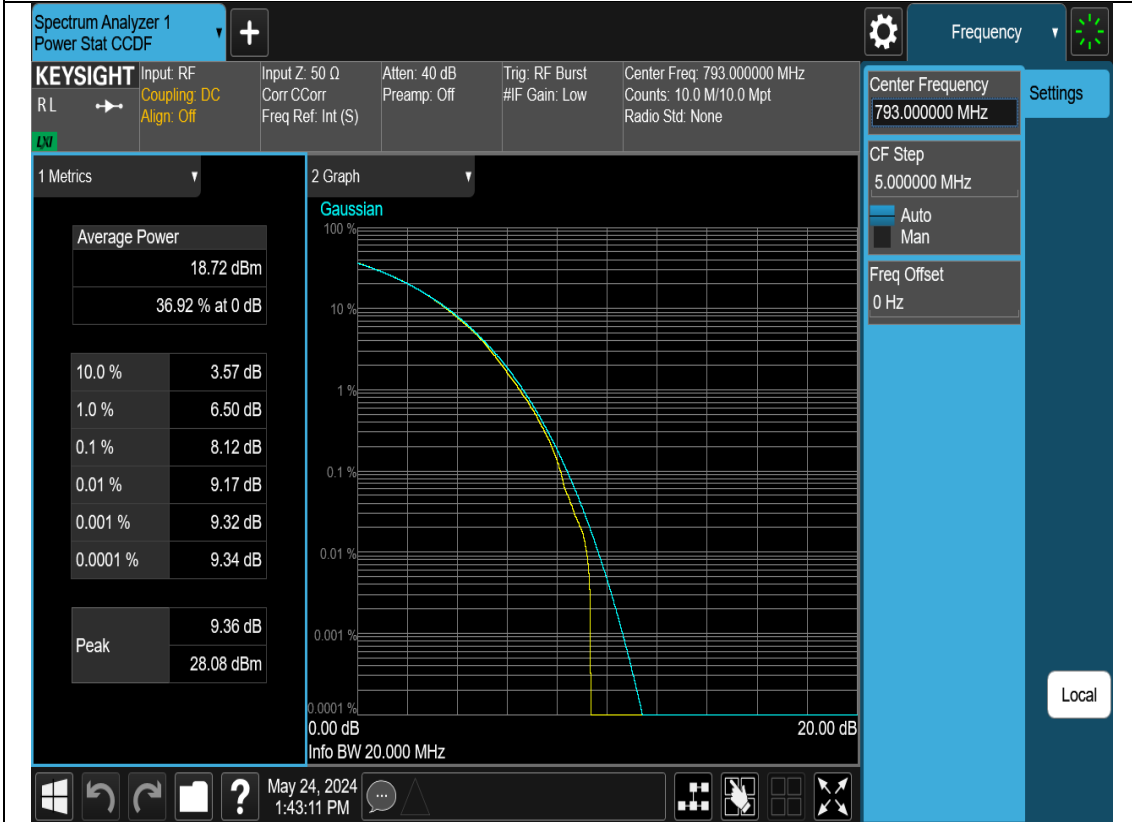 Spectrum Analyzer 1
Power Stat CCDF
+
Frequency
KEYSIGHT
RL
LXI
Input: RF
Coupling: DC
Align: Off
Input Z: 50 Ω
Corr CCorr
Freq Ref: Int (S)
Atten: 40 dB
Preamp: Off
Trig: RF Burst
#IF Gain: Low
Center Freq: 793.000000 MHz
Counts: 10.0 M/10.0 Mpt
Radio Std: None
Center Frequency
793.000000 MHz
Settings
CF Step
5.000000 MHz
Auto
Man
Freq Offset
0 Hz
1 Metrics
Average Power
18.72 dBm
36.92 % at 0 dB
10.0 % 3.57 dB
1.0 % 6.50 dB
0.1 % 8.12 dB
0.01 % 9.17 dB
0.001 % 9.32 dB
0.0001 % 9.34 dB
Peak
9.36 dB
28.08 dBm
2 Graph
Gaussian
100 %
10 %
1 %
0.1 %
0.01 %
0.001 %
0.0001 %
0.00 dB 20.00 dB
Info BW 20.000 MHz
Local
?
May 24, 2024
1:43:11 PM